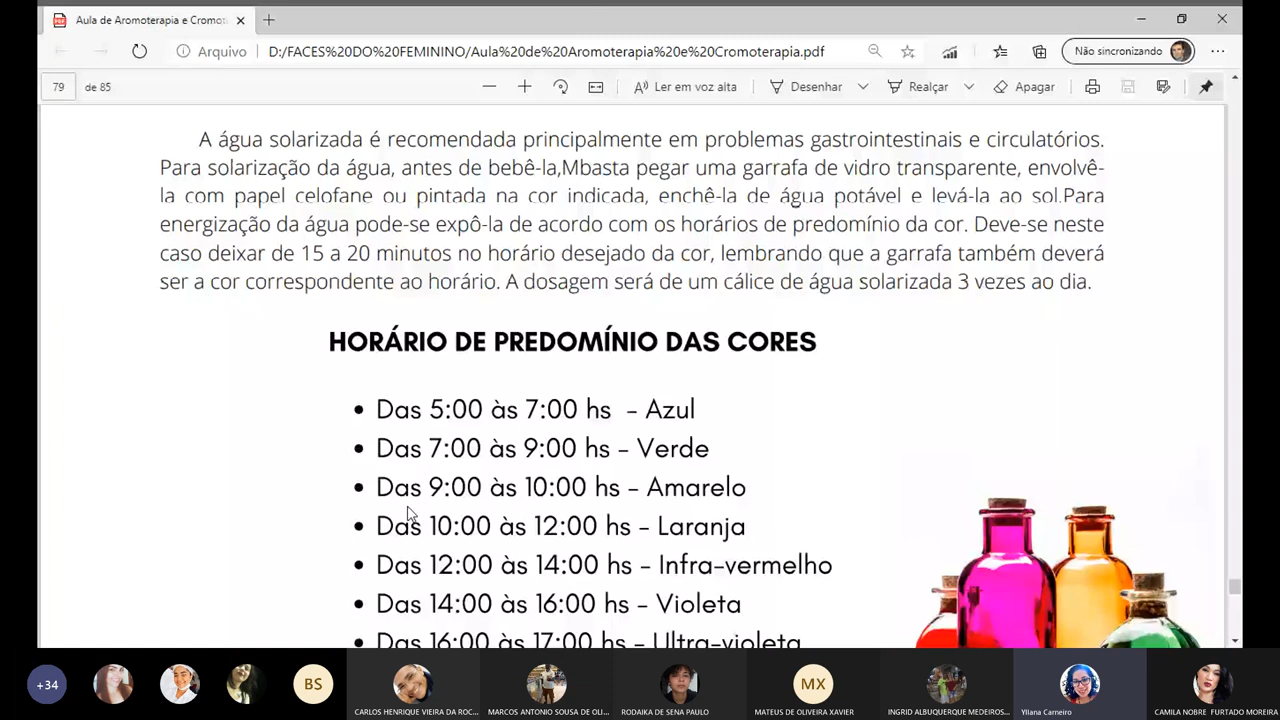 Aula de Aromoterapia e Cromot
Arquivo
D:/FACES%20DO%20FEMININO/Aula%20de%20Aromoterapia%20e%20Cromoterapia.pdf
Não sincronizando
79 de 85
Ler em voz alta
Desenhar
Realçar
Apagar
A água solarizada é recomendada principalmente em problemas gastrointestinais e circulatórios.
Para solarização da água, antes de bebê-la,Mbasta pegar uma garrafa de vidro transparente, envolvê-
la com papel celofane ou pintada na cor indicada, enchê-la de água potável e levá-la ao sol.Para
energização da água pode-se expô-la de acordo com os horários de predomínio da cor. Deve-se neste
caso deixar de 15 a 20 minutos no horário desejado da cor, lembrando que a garrafa também deverá
ser a cor correspondente ao horário. A dosagem será de um cálice de água solarizada 3 vezes ao dia.
HORÁRIO DE PREDOMÍNIO DAS CORES
• Das 5:00 às 7:00 hs - Azul
• Das 7:00 às 9:00 hs - Verde
• Das 9:00 às 10:00 hs - Amarelo
• Das 10:00 às 12:00 hs - Laranja
• Das 12:00 às 14:00 hs - Infra-vermelho
• Das 14:00 às 16:00 hs - Violeta
• Das 16:00 às 17:00 hs - Ultra-violeta
+34
BS
CARLOS HENRIQUE VIEIRA DA ROC...
MARCOS ANTONIO SOUSA DE OLI...
RODAIKA DE SENA PAULO
MX
MATEUS DE OLIVEIRA XAVIER
INGRID ALBUQUERQUE MEDEIROS...
Yllana Carneiro
CAMILA NOBRE FURTADO MOREIRA